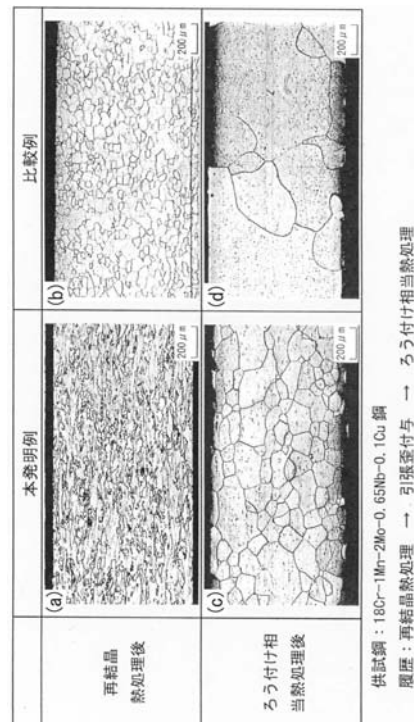 本発明例
比較例
再結晶
熱処理後
(a)
200μm
(b)
200μm
ろう付け相
当熱処理後
(c)
200μm
(d)
200μm
供試鋼：18Cr-1Mn-2Mo-0.65Nb-0.1Cu 鋼
履歴：再結晶熱処理 → 引張歪付与 → ろう付け相当熱処理